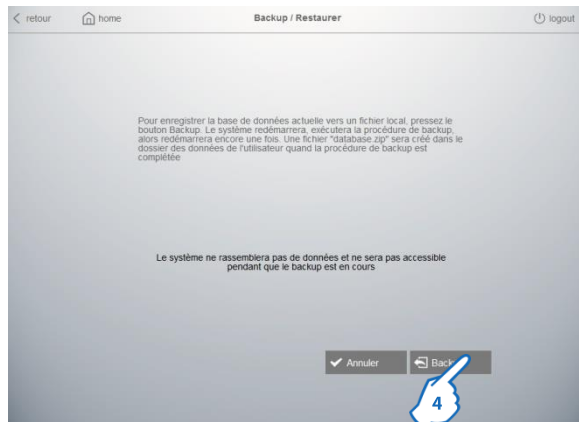 retour home Backup / Restaurer logout
Pour enregistrer la base de données actuelle vers un fichier local, pressez le
bouton Backup. Le système redémarrera, exécutera la procédure de backup,
alors redémarrera encore une fois. Une fichier "database.zip" sera créé dans le
dossier des données de l'utilisateur quand la procédure de backup est
complétée
Le système ne rassemblera pas de données et ne sera pas accessible
pendant que le backup est en cours
Annuler Back
4